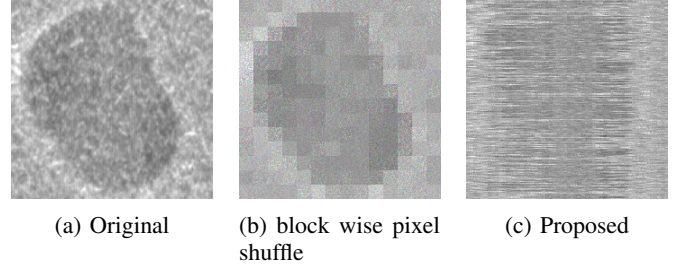 (a) Original
(b) block wise pixel
shuffle
(c) Proposed